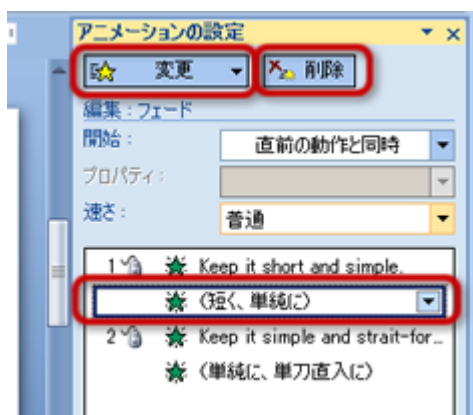 アニメーションの設定
変更 削除
編集 : フェード
開始 : 直前の動作と同時
プロパティ :
速さ : 普通
1 Keep it short and simple.
(短く、単純に)
2 Keep it simple and strait-for...
(単純に、単刀直入に)